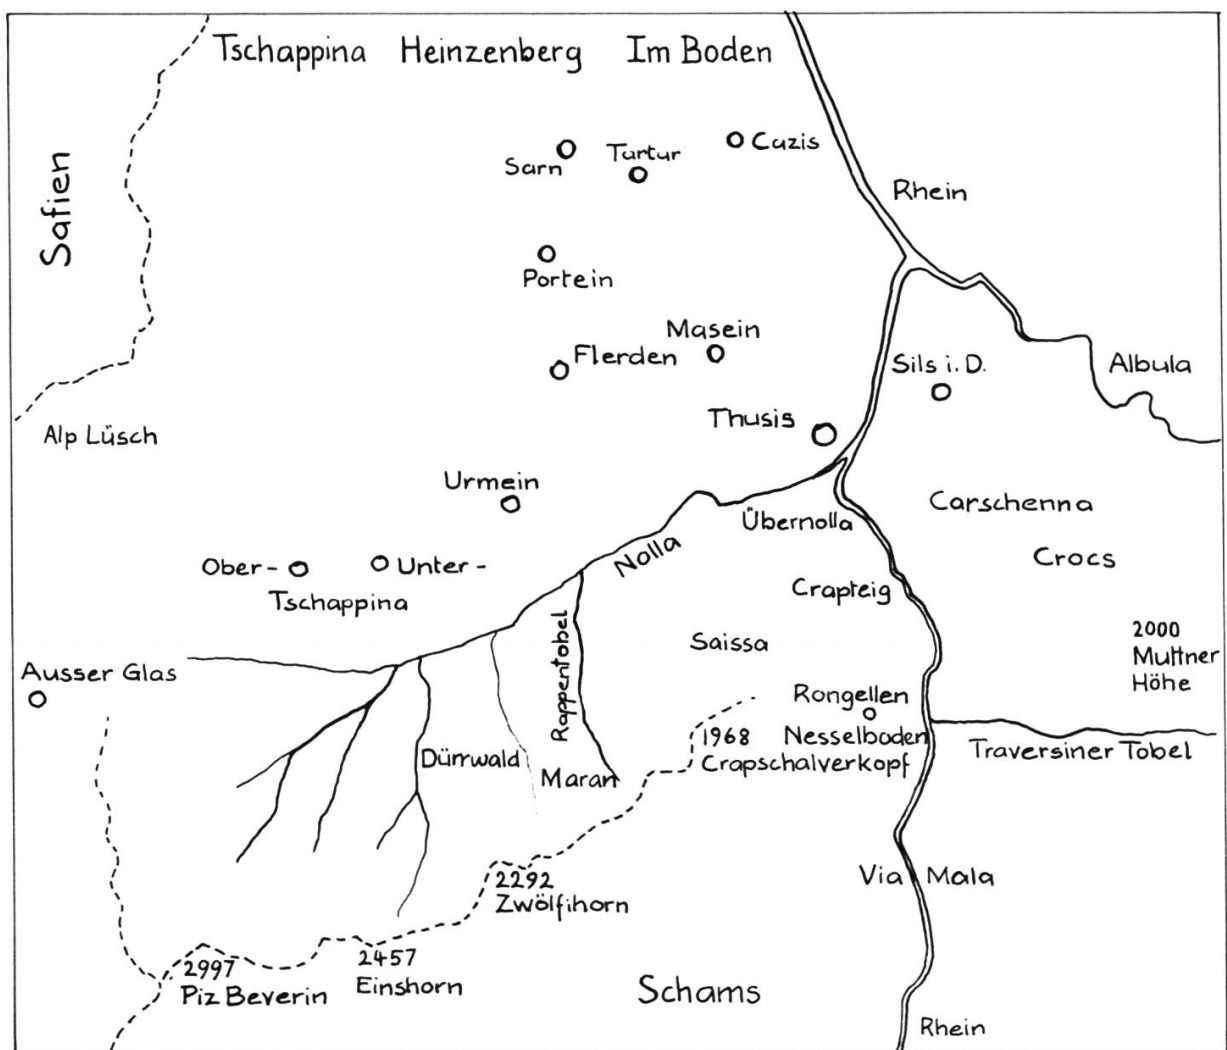 Tschappina Heinzenberg Im Boden
Safien
Sarn
Tartur
Cazis
Rhein
Portein
Masein
Flerden
Sils i. D.
Albula
Thusis
Alp Lüsch
Urmein
Carschenna
Übernolla
Nolla
Crocs
Ober-
Unter-
Tschappina
Crapteig
Rappentobel
Saissa
2000
Muttner
Höhe
Ausser Glas
Rongellen
1968 Nesselboden
Crapschalverkopf
Traversiner Tobel
Dürrwald
Maran
Via Mala
2292
Zwölfihorn
2457
Einshorn
2997
Piz Beverin
Schams
Rhein